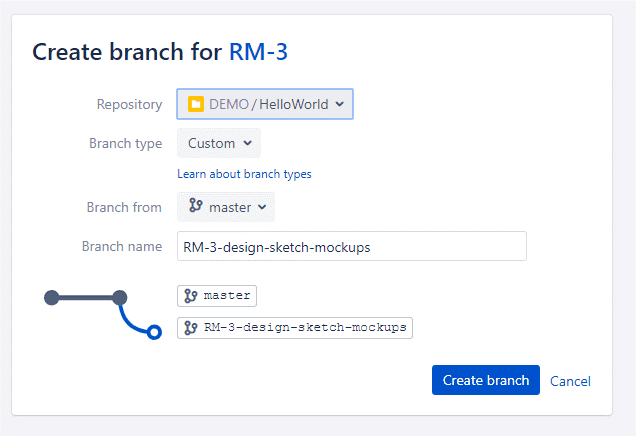 Create branch for RM-3
Repository DEMO / HelloWorld
Branch type Custom
Learn about branch types
Branch from master
Branch name RM-3-design-sketch-mockups
master
RM-3-design-sketch-mockups
Create branch Cancel